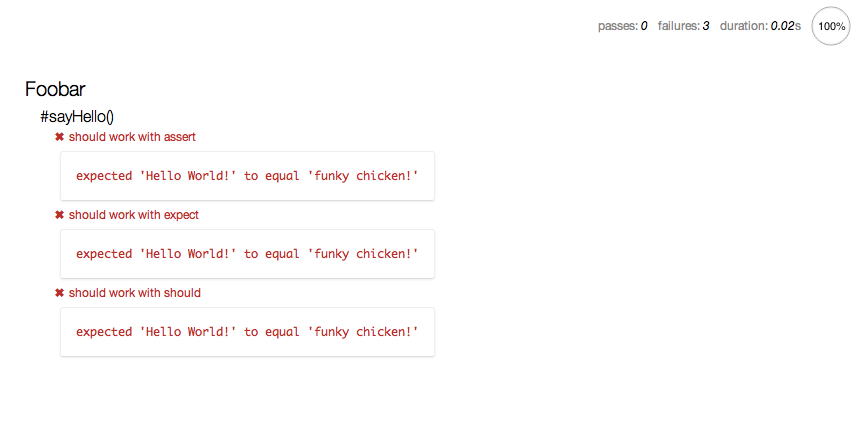 passes: 0 failures: 3 duration: 0.02s 100%
Foobar
#sayHello()
✖ should work with assert
expected 'Hello World!' to equal 'funky chicken!'
✖ should work with expect
expected 'Hello World!' to equal 'funky chicken!'
✖ should work with should
expected 'Hello World!' to equal 'funky chicken!'